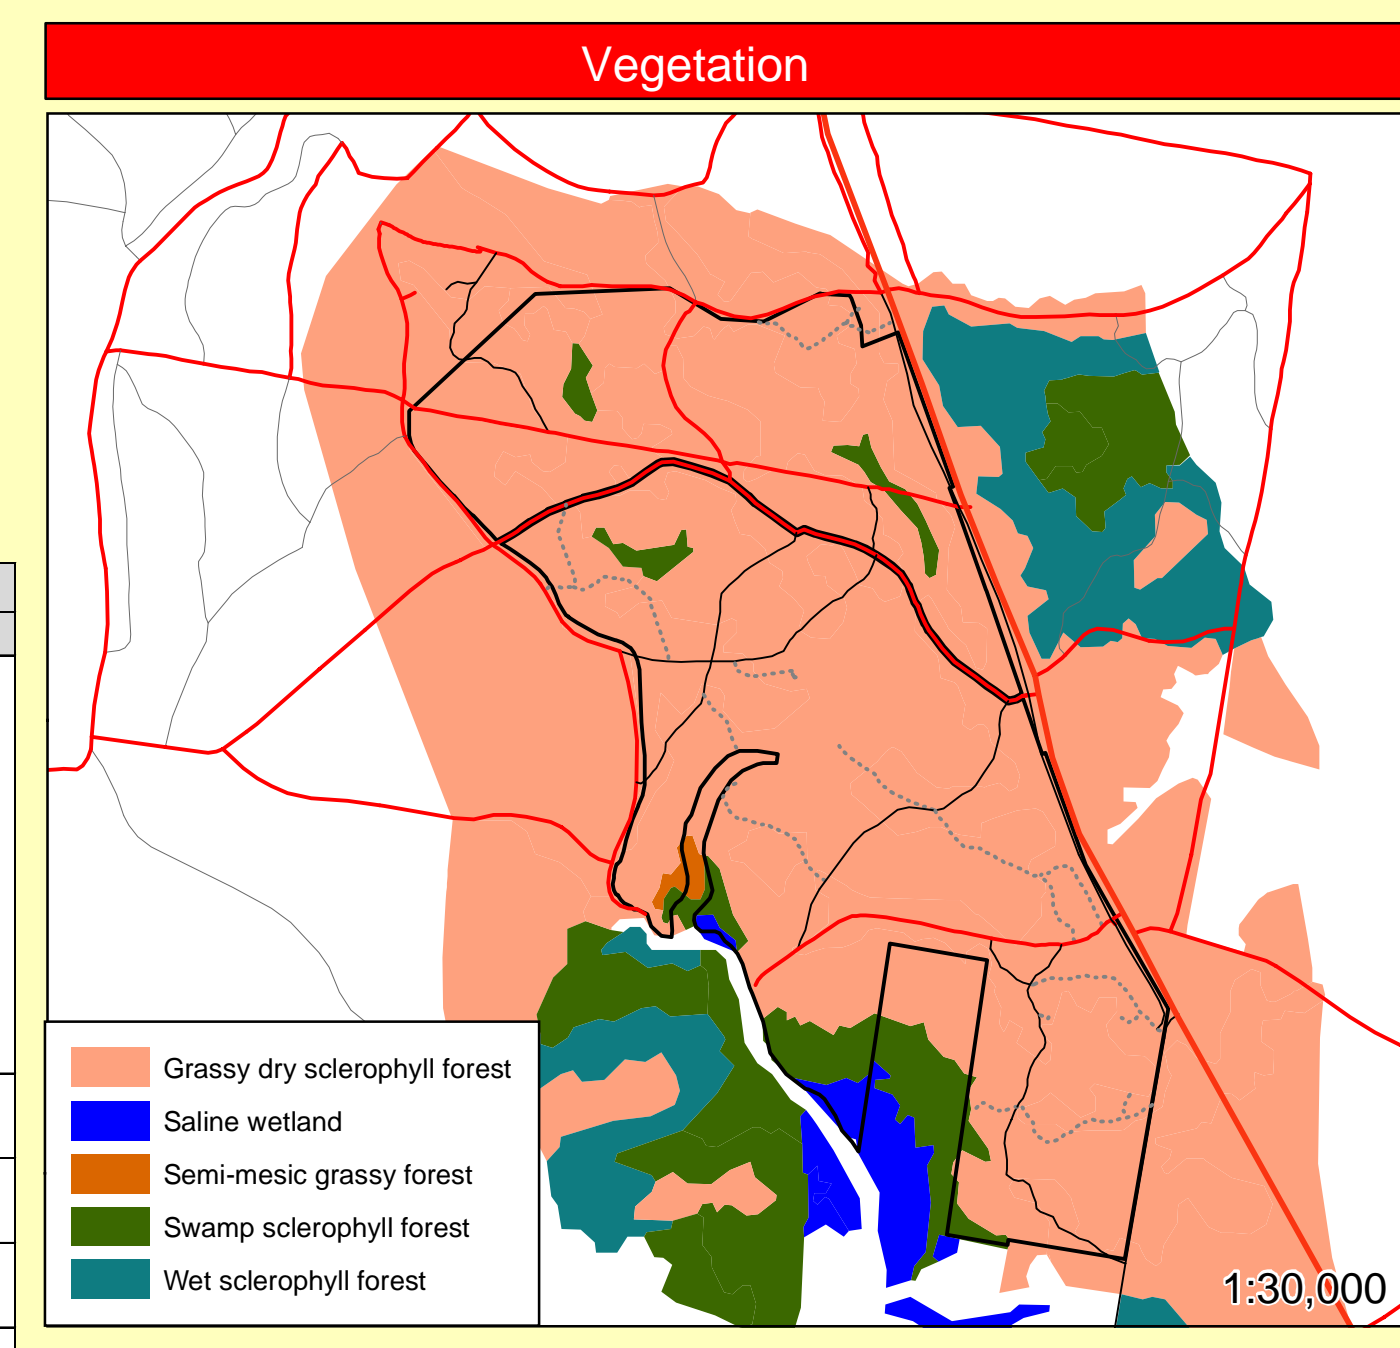 Vegetation
Grassy dry sclerophyll forest
Saline wetland
Semi-mesic grassy forest
Swamp sclerophyll forest
Wet sclerophyll forest
1:30,000